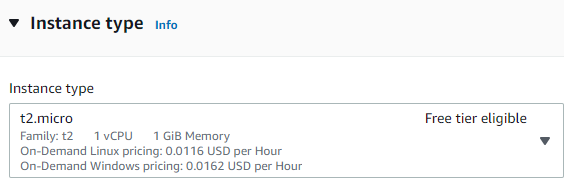 Instance type Info
Instance type
t2.micro Free tier eligible
Family: t2 1 vCPU 1 GiB Memory
On-Demand Linux pricing: 0.0116 USD per Hour
On-Demand Windows pricing: 0.0162 USD per Hour